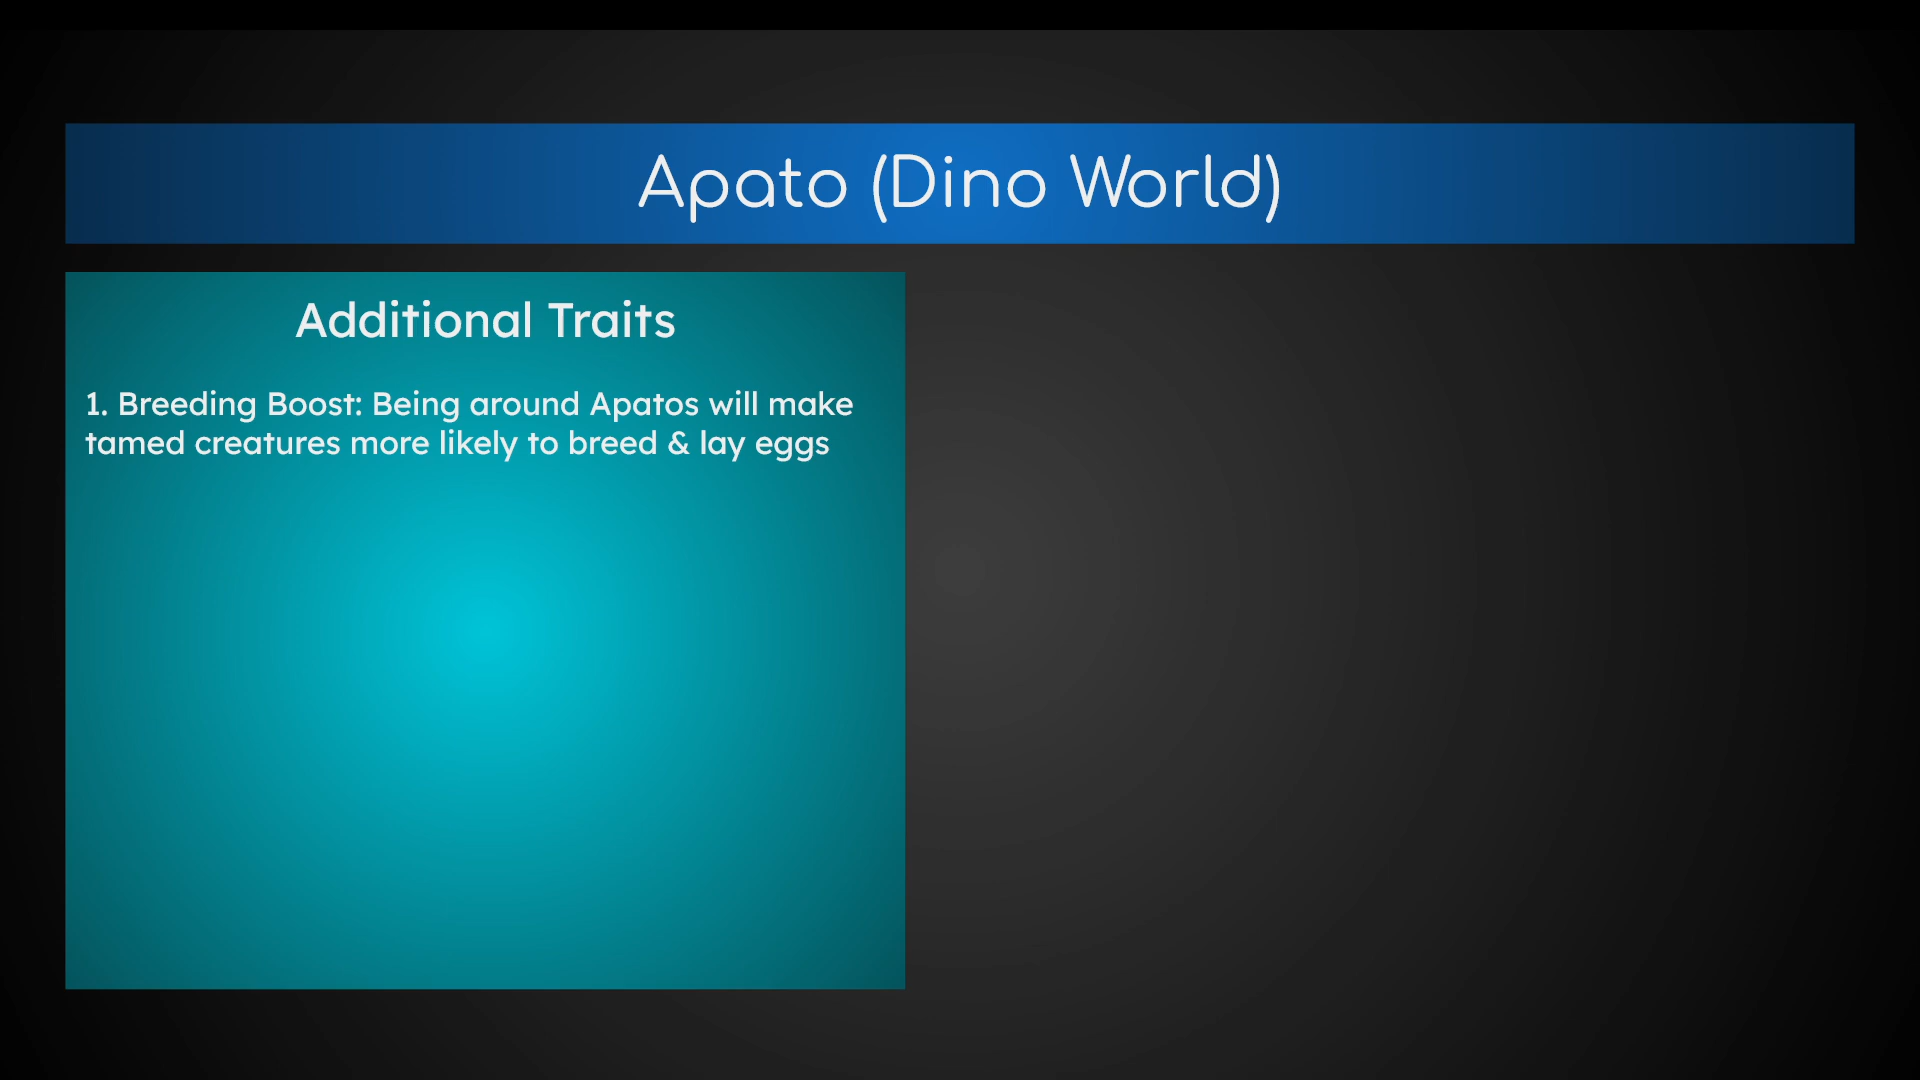 Apato (Dino World)
Additional Traits
1. Breeding Boost: Being around Apatos will make
tamed creatures more likely to breed & lay eggs